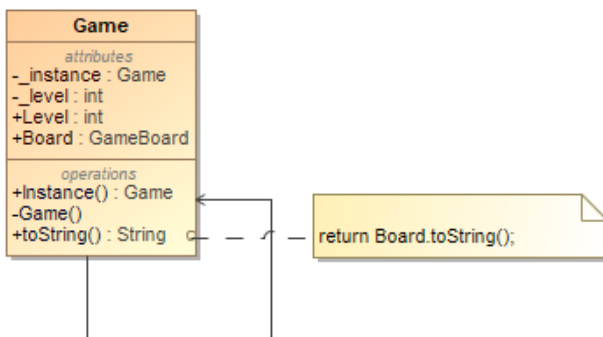 Game
attributes
-_instance : Game
-_level : int
+Level : int
+Board : GameBoard
operations
+Instance() : Game
-Game()
+toString() : String
return Board.toString();